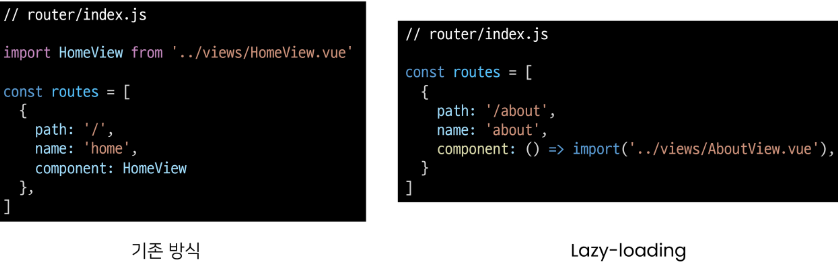 // router/index.js
import HomeView from '../views/HomeView.vue'
const routes = [
  {
    path: '/',
    name: 'home',
    component: HomeView
  },
]
기존 방식
// router/index.js
const routes = [
  {
    path: '/about',
    name: 'about',
    component: () => import('../views/AboutView.vue'),
  }
]
Lazy-loading